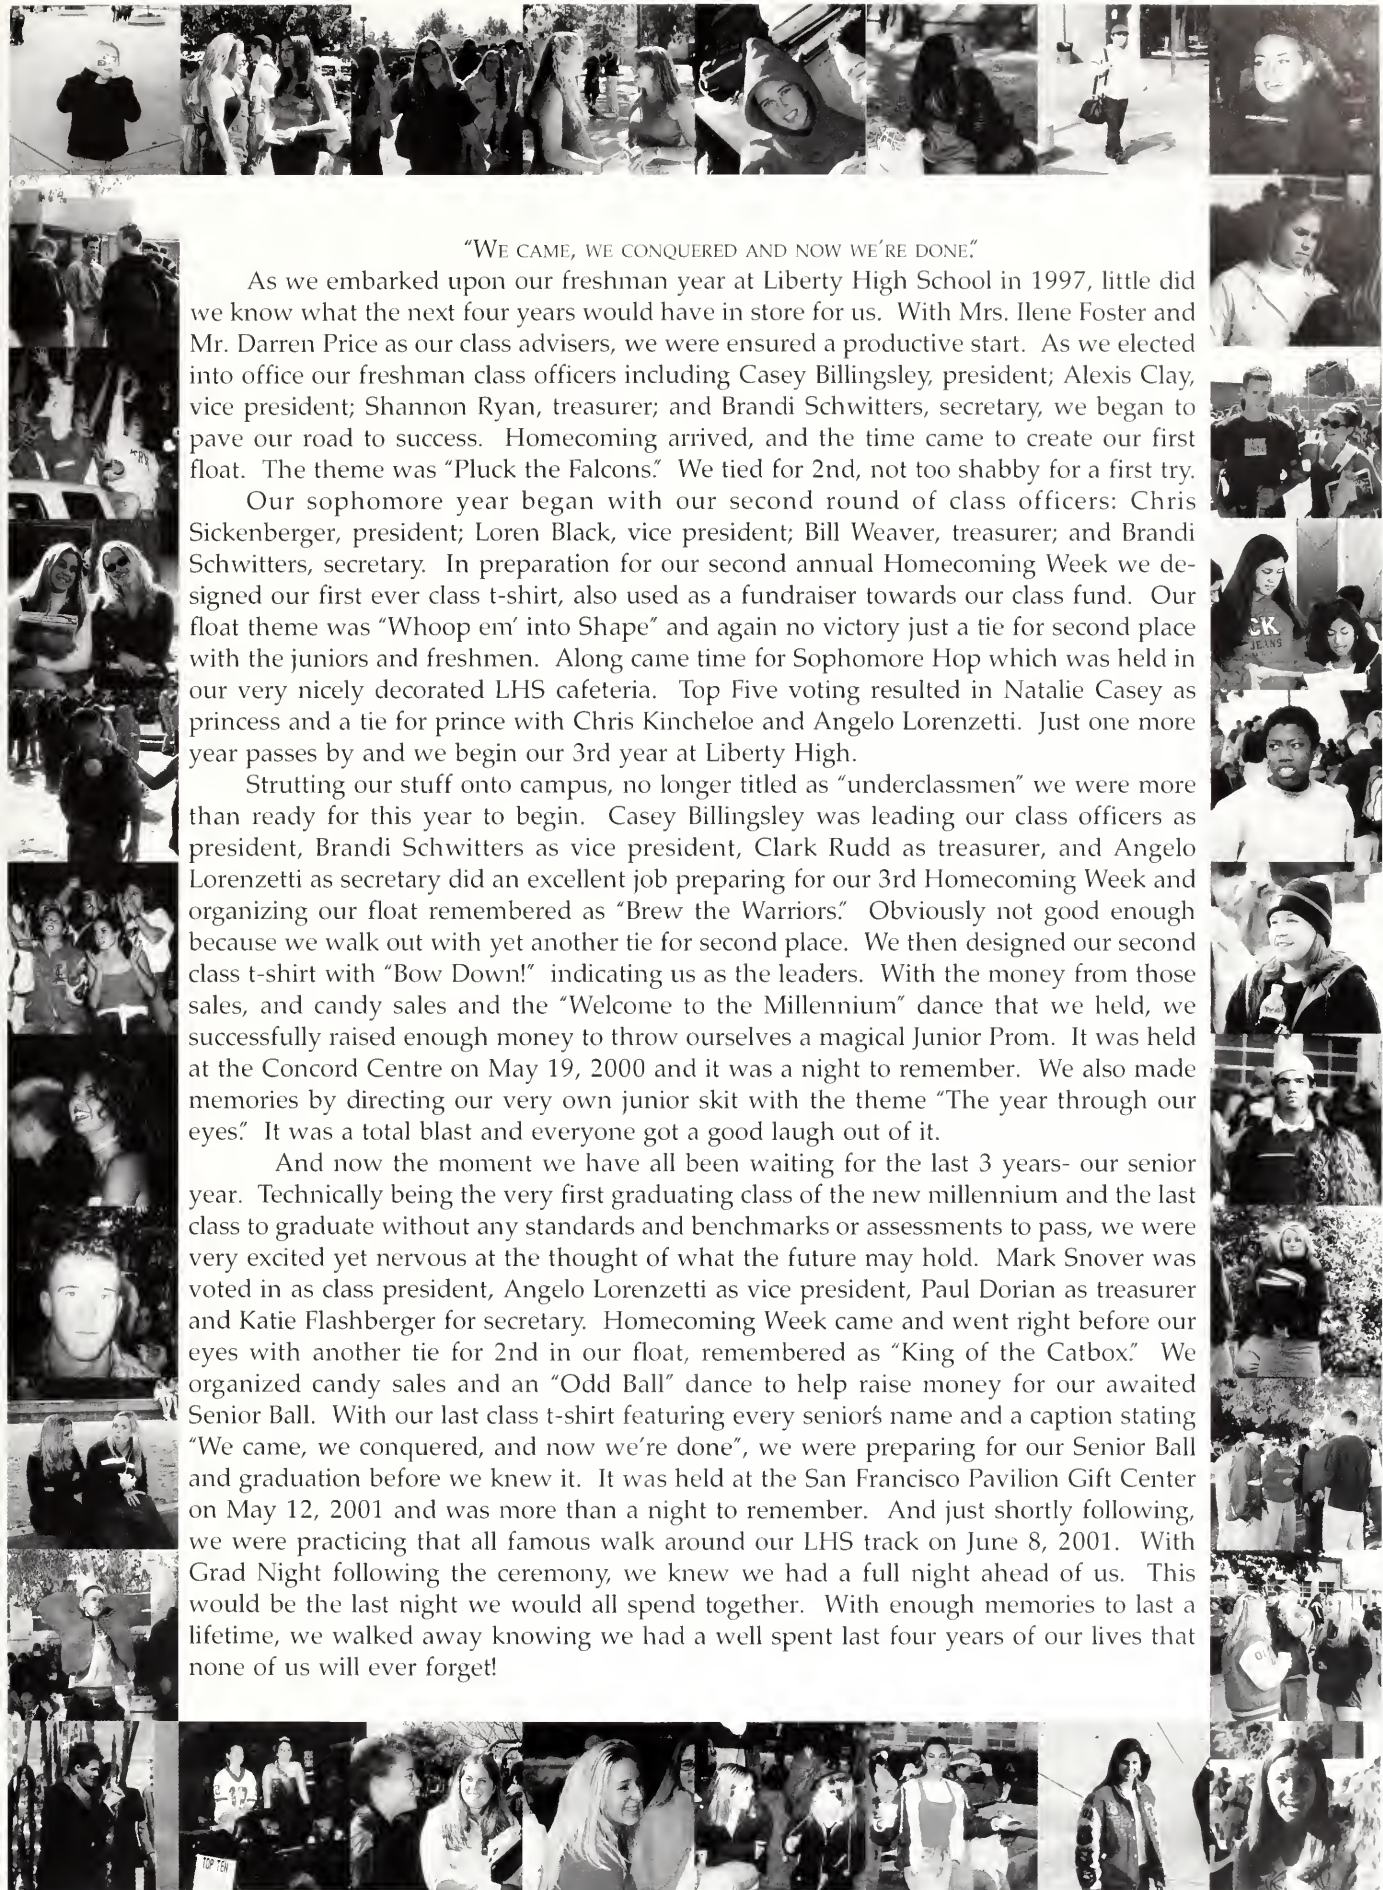 "WE CAME, WE CONQUERED AND NOW WE'RE DONE."
As we embarked upon our freshman year at Liberty High School in 1997, little did
we know what the next four years would have in store for us. With Mrs. Ilene Foster and
Mr. Darren Price as our class advisers, we were ensured a productive start. As we elected
into office our freshman class officers including Casey Billingsley, president; Alexis Clay,
vice president; Shannon Ryan, treasurer; and Brandi Schwitters, secretary, we began to
pave our road to success. Homecoming arrived, and the time came to create our first
float. The theme was "Pluck the Falcons." We tied for 2nd, not too shabby for a first try.
Our sophomore year began with our second round of class officers: Chris
Sickenberger, president; Loren Black, vice president; Bill Weaver, treasurer; and Brandi
Schwitters, secretary. In preparation for our second annual Homecoming Week we de-
signed our first ever class t-shirt, also used as a fundraiser towards our class fund. Our
float theme was "Whoop em' into Shape" and again no victory just a tie for second place
with the juniors and freshmen. Along came time for Sophomore Hop which was held in
our very nicely decorated LHS cafeteria. Top Five voting resulted in Natalie Casey as
princess and a tie for prince with Chris Kincheloe and Angelo Lorenzetti. Just one more
year passes by and we begin our 3rd year at Liberty High.
Strutting our stuff onto campus, no longer titled as "underclassmen" we were more
than ready for this year to begin. Casey Billingsley was leading our class officers as
president, Brandi Schwitters as vice president, Clark Rudd as treasurer, and Angelo
Lorenzetti as secretary did an excellent job preparing for our 3rd Homecoming Week and
organizing our float remembered as "Brew the Warriors." Obviously not good enough
because we walk out with yet another tie for second place. We then designed our second
class t-shirt with "Bow Down!" indicating us as the leaders. With the money from those
sales, and candy sales and the "Welcome to the Millennium" dance that we held, we
successfully raised enough money to throw ourselves a magical Junior Prom. It was held
at the Concord Centre on May 19, 2000 and it was a night to remember. We also made
memories by directing our very own junior skit with the theme "The year through our
eyes." It was a total blast and everyone got a good laugh out of it.
And now the moment we have all been waiting for the last 3 years- our senior
year. Technically being the very first graduating class of the new millennium and the last
class to graduate without any standards and benchmarks or assessments to pass, we were
very excited yet nervous at the thought of what the future may hold. Mark Snover was
voted in as class president, Angelo Lorenzetti as vice president, Paul Dorian as treasurer
and Katie Flashberger for secretary. Homecoming Week came and went right before our
eyes with another tie for 2nd in our float, remembered as "King of the Catbox." We
organized candy sales and an "Odd Ball" dance to help raise money for our awaited
Senior Ball. With our last class t-shirt featuring every senior's name and a caption stating
"We came, we conquered, and now we're done", we were preparing for our Senior Ball
and graduation before we knew it. It was held at the San Francisco Pavilion Gift Center
on May 12, 2001 and was more than a night to remember. And just shortly following,
we were practicing that all famous walk around our LHS track on June 8, 2001. With
Grad Night following the ceremony, we knew we had a full night ahead of us. This
would be the last night we would all spend together. With enough memories to last a
lifetime, we walked away knowing we had a well spent last four years of our lives that
none of us will ever forget!
CK
JEANS
TOP TEN